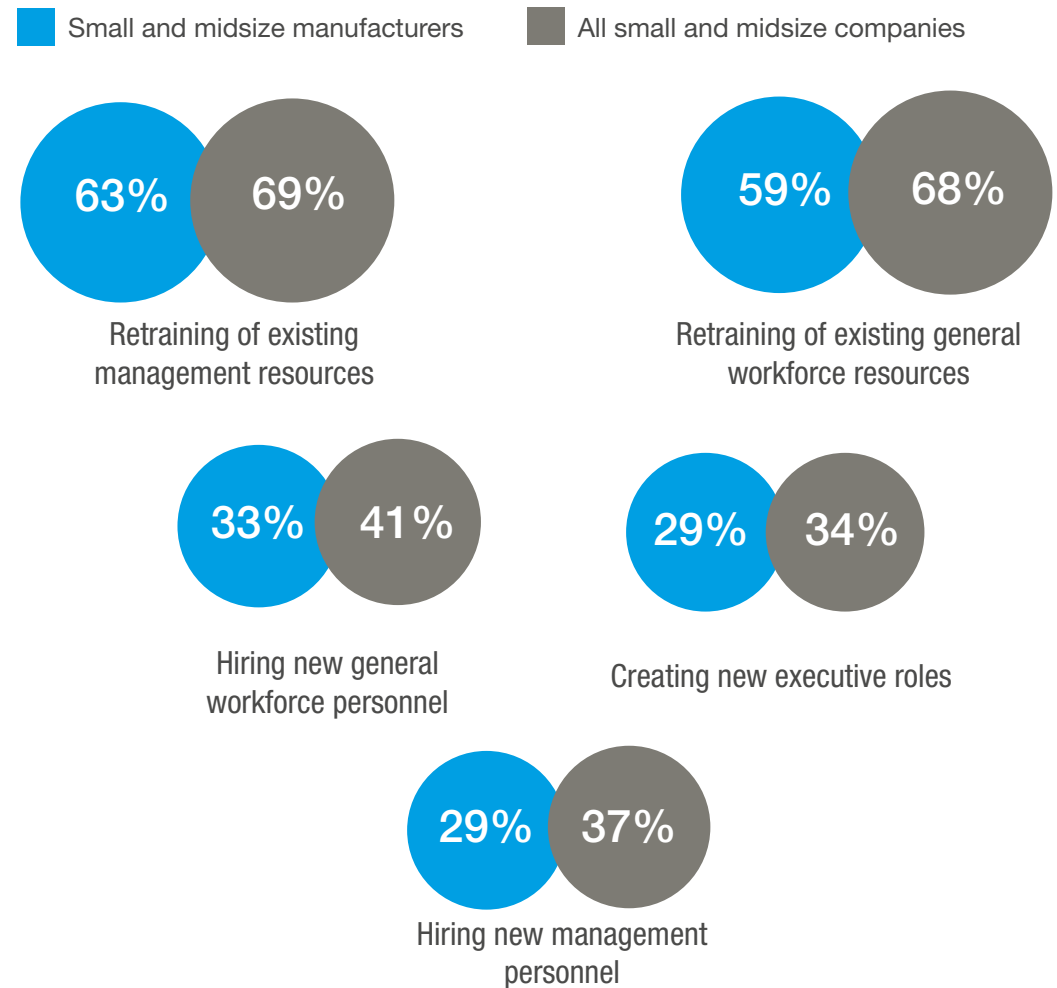 Small and midsize manufacturers
All small and midsize companies
63%
69%
Retraining of existing
management resources
59%
68%
Retraining of existing general
workforce resources
33%
41%
Hiring new general
workforce personnel
29%
34%
Creating new executive roles
29%
37%
Hiring new management
personnel